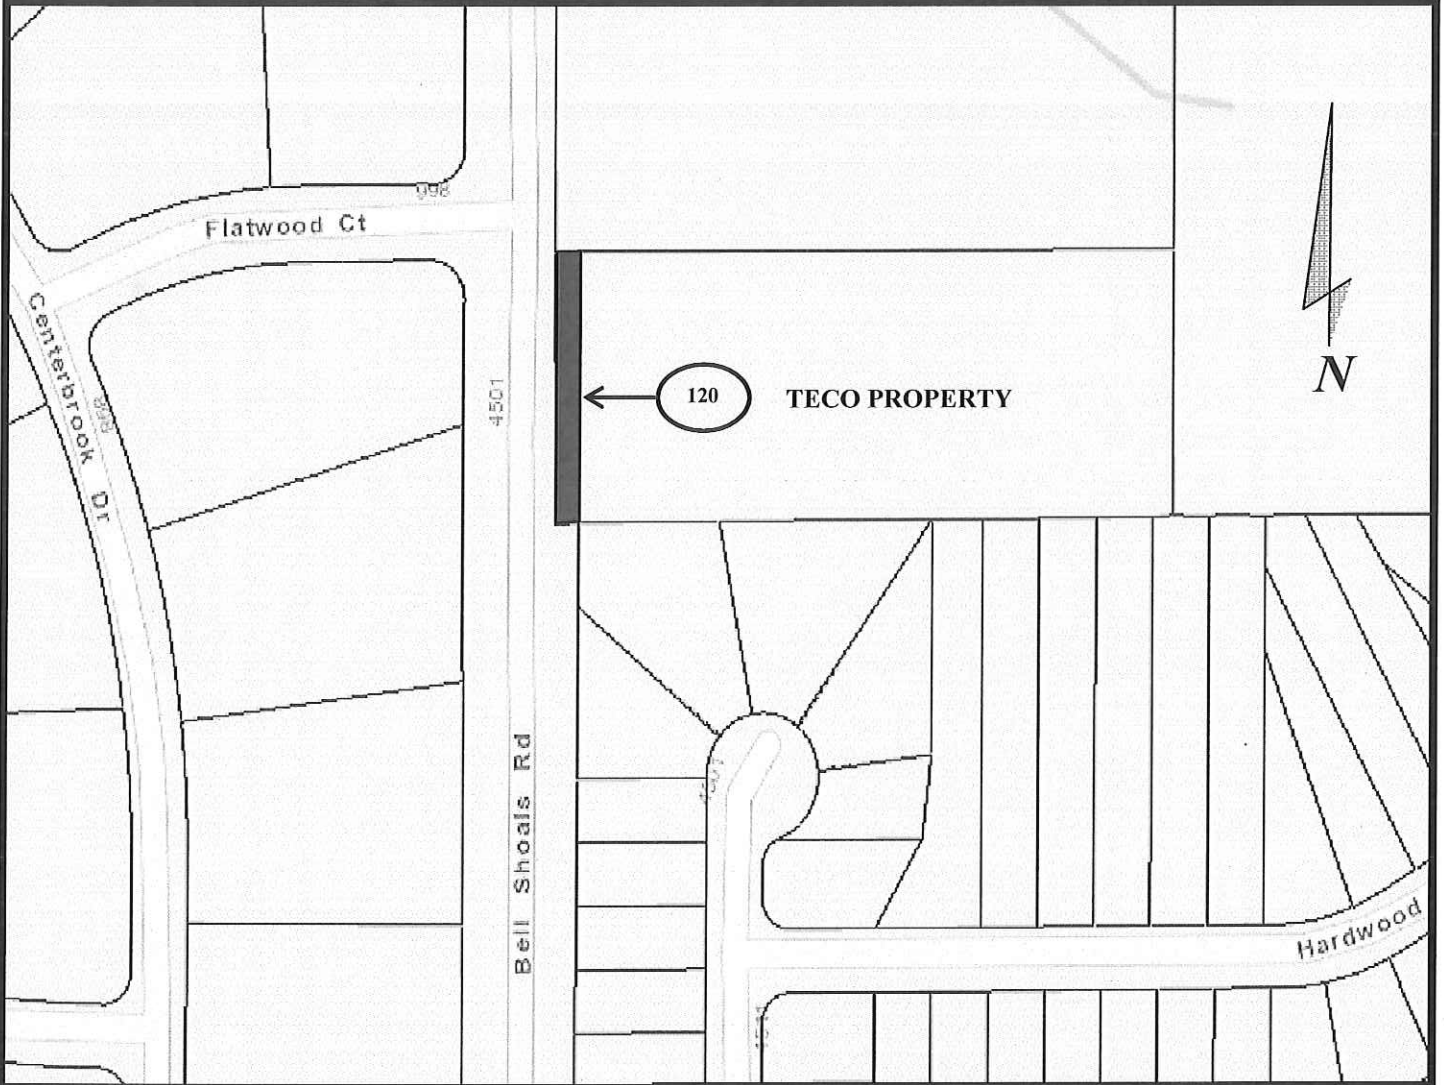 998
Flatwood Ct
Centerbrook Dr
4501
120
TECO PROPERTY
N
Bell Shoals Rd
Hardwood